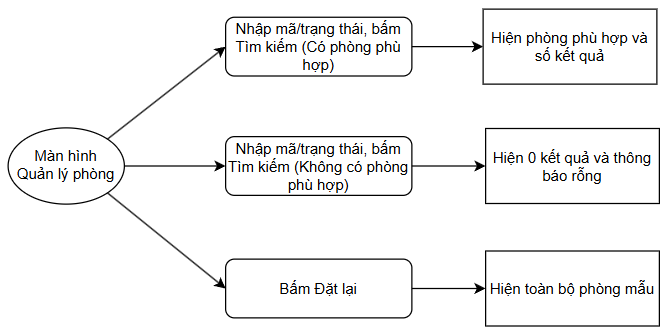 Màn hình
Quản lý phòng
Nhập mã/trạng thái, bấm
Tìm kiếm (Có phòng phù
hợp)
Hiện phòng phù hợp và
số kết quả
Nhập mã/trạng thái, bấm
Tìm kiếm (Không có phòng
phù hợp)
Hiện 0 kết quả và thông
báo rỗng
Bấm Đặt lại
Hiện toàn bộ phòng mẫu